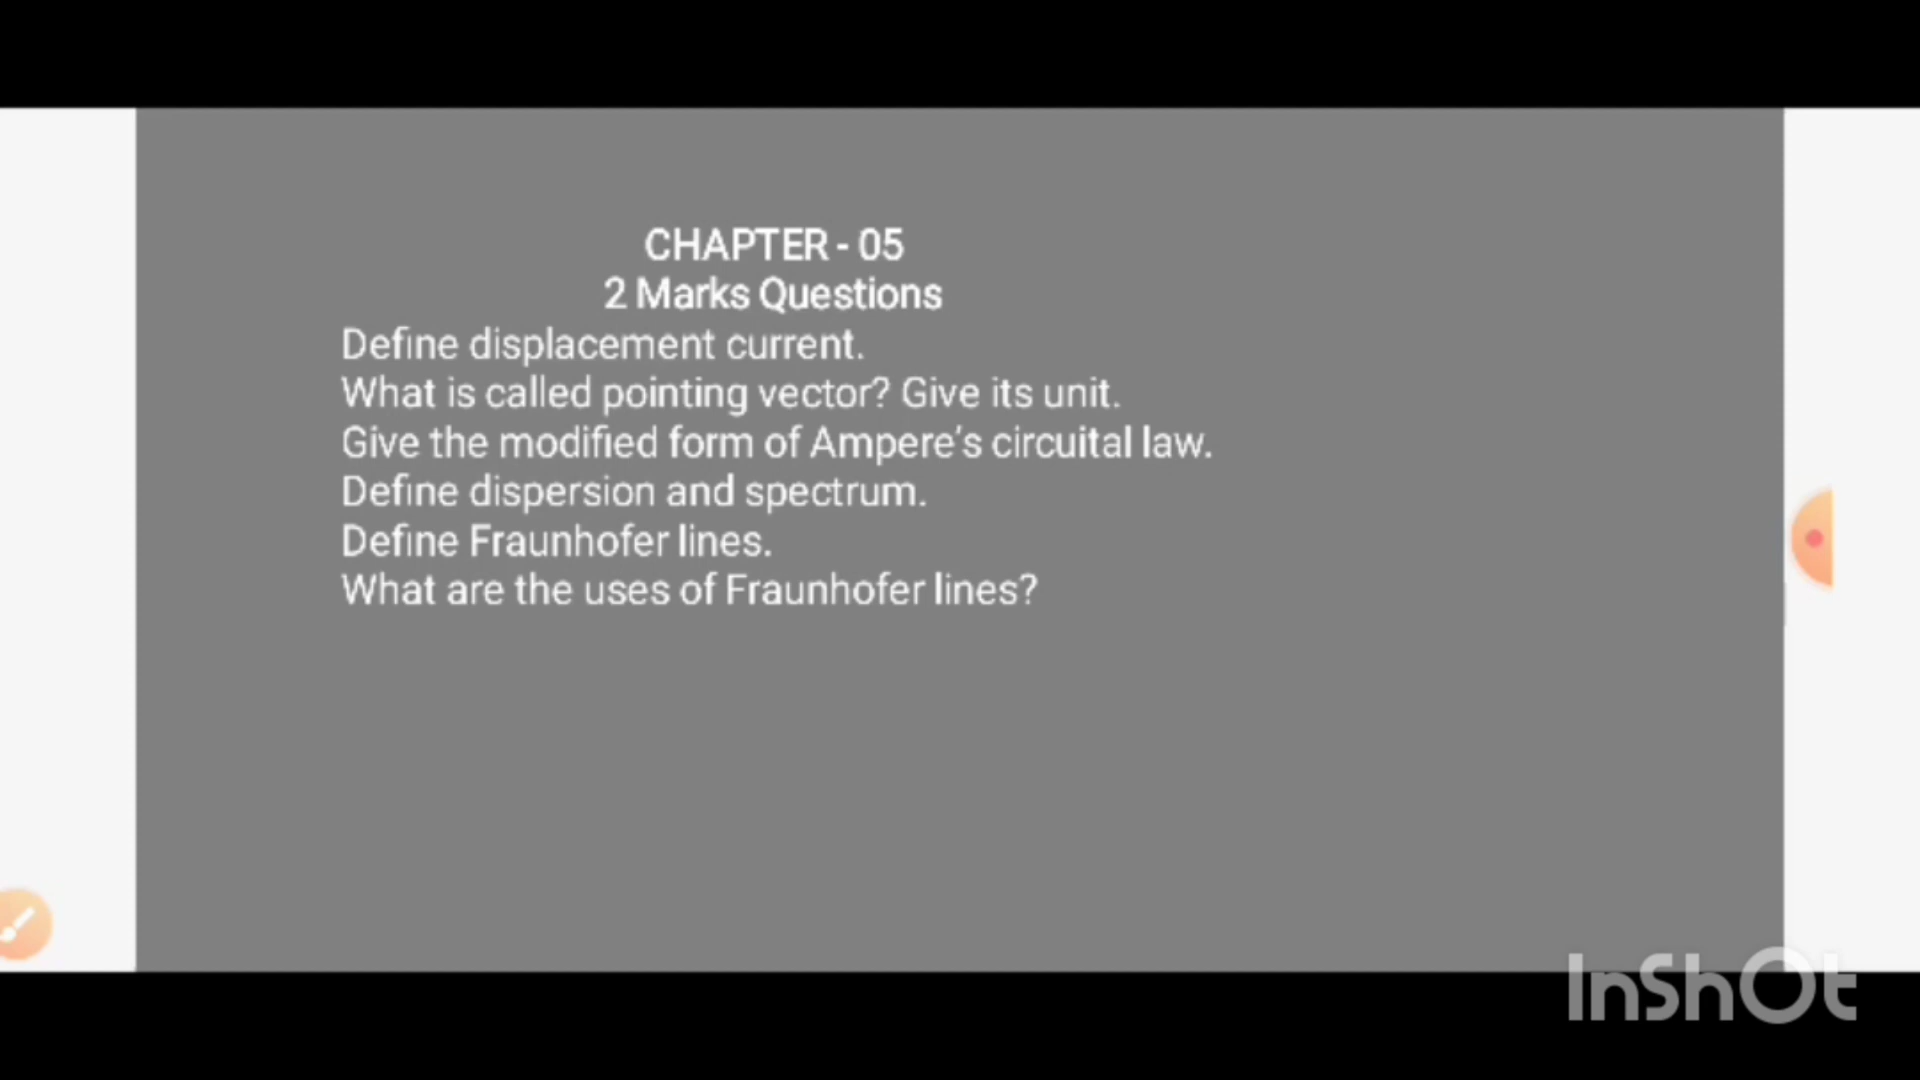 CHAPTER - 05
2 Marks Questions
Define displacement current.
What is called pointing vector? Give its unit.
Give the modified form of Ampere's circuital law.
Define dispersion and spectrum.
Define Fraunhofer lines.
What are the uses of Fraunhofer lines?
InShOt